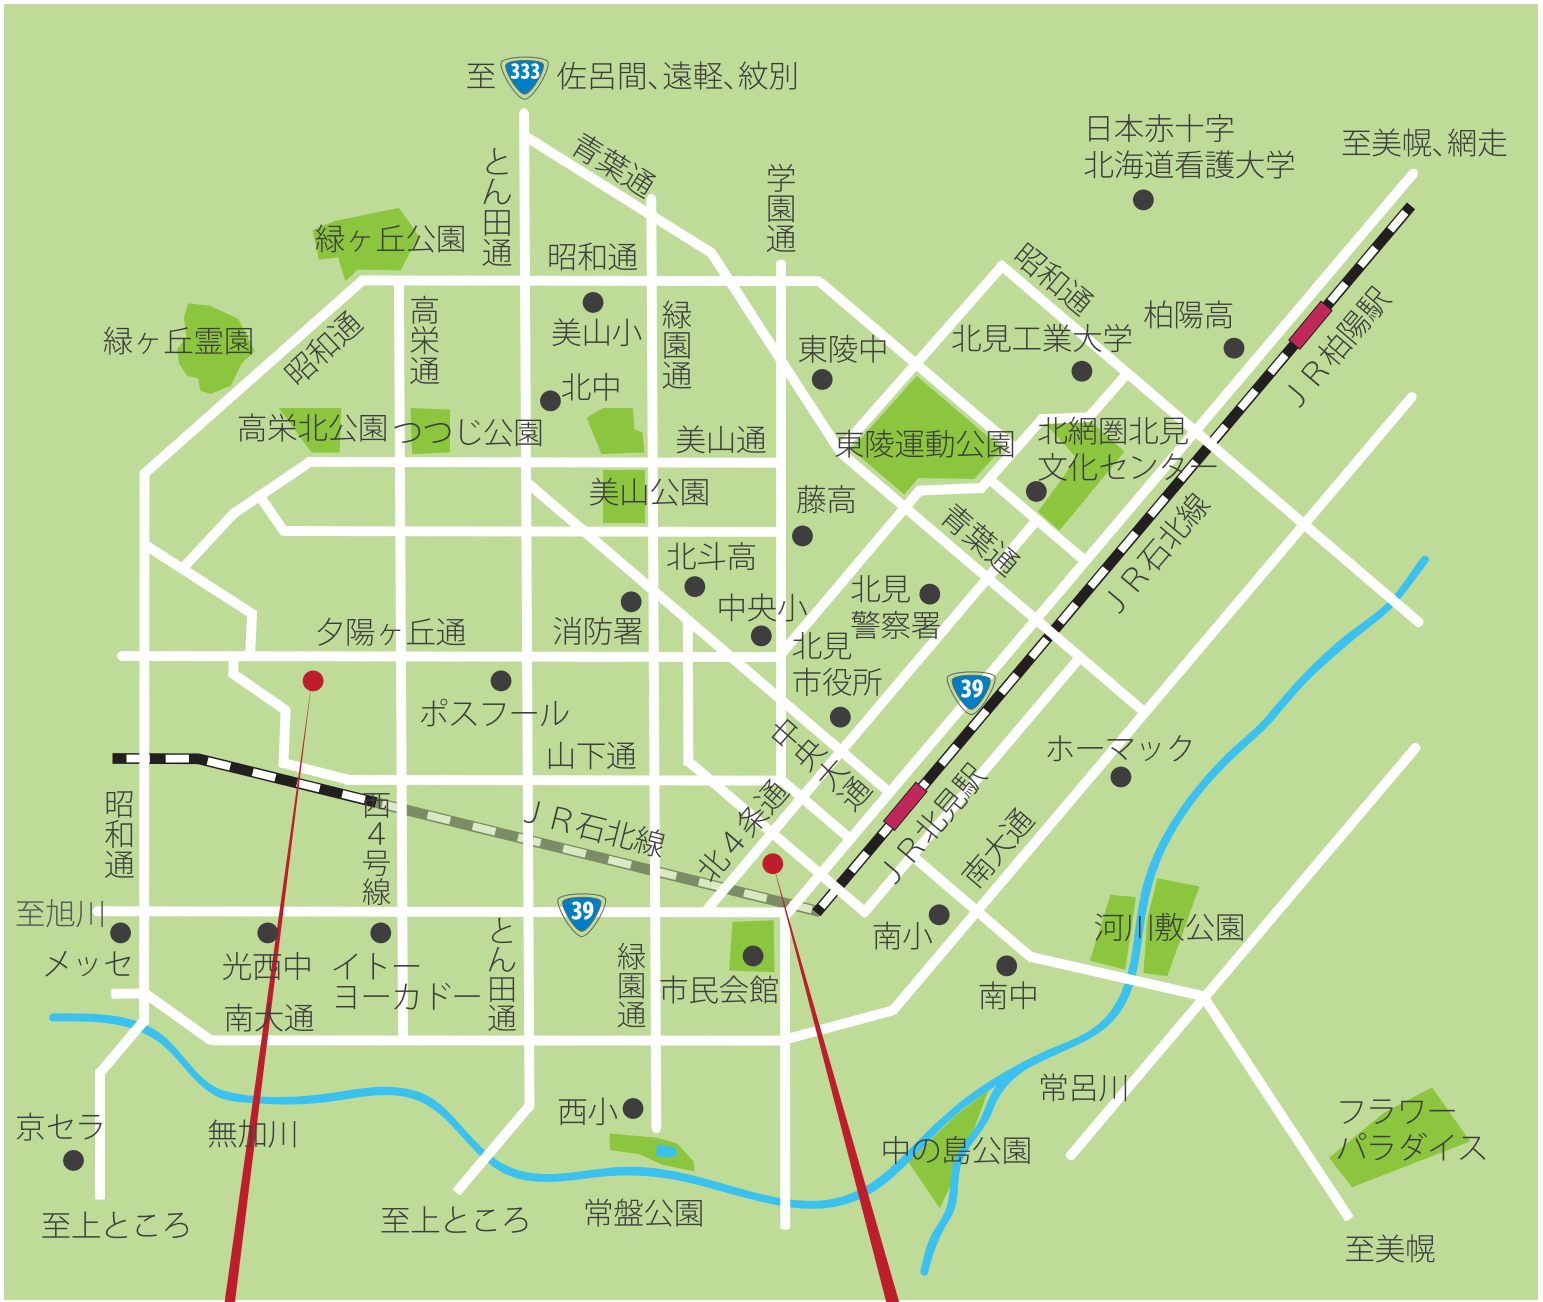 至 333 佐呂間、遠軽、紋別
日本赤十字
北海道看護大学
至美幌、網走
青葉通
とん田通
学園通
緑ヶ丘公園
昭和通
昭和通
高栄通
美山小
緑園通
北見工業大学
柏陽高
JR柏陽駅
緑ヶ丘霊園
昭和通
東陵中
北中
高栄北公園
つつじ公園
美山通
東陵運動公園
北網圏北見
文化センター
美山公園
藤高
青葉通
JR石北線
北斗高
中央小
北見
警察署
夕陽ヶ丘通
消防署
北見
市役所
39
ポスフール
山下通
中央大通
ホーマック
昭和通
西4号線
JR石北線
北4条通
JR北見駅
南大通
至旭川
メッセ
光西中
イトー
ヨーカドー
39
とん田通
緑園通
市民会館
南小
南中
河川敷公園
南大通
京セラ
無加川
西小
常呂川
中の島公園
フラワー
パラダイス
至上ところ
至上ところ
常盤公園
至美幌